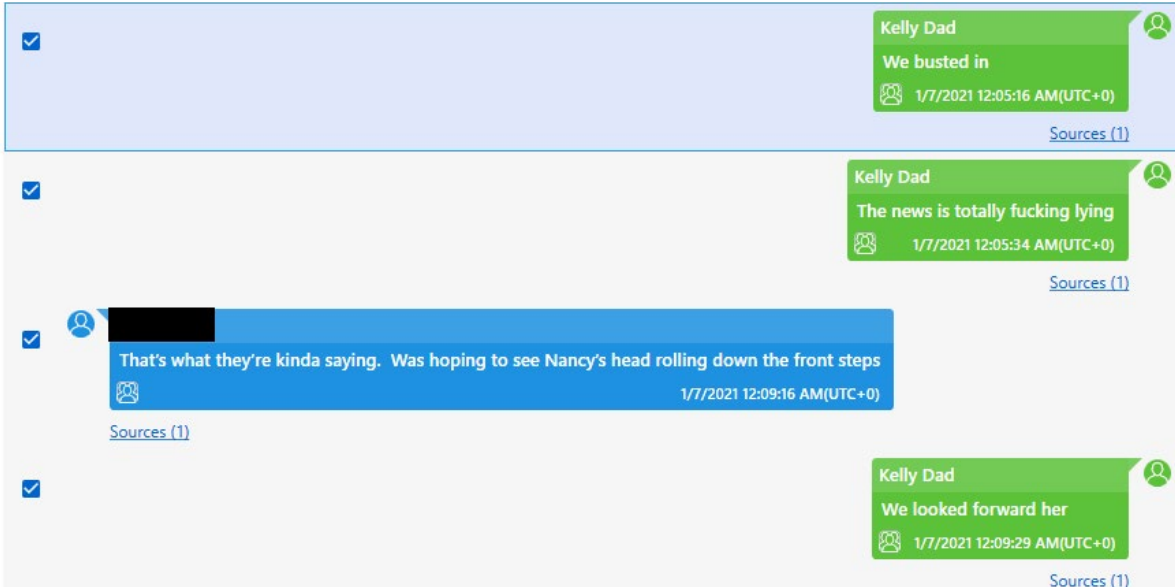 Kelly Dad
We busted in
1/7/2021 12:05:16 AM(UTC+0)
Sources (1)
Kelly Dad
The news is totally fucking lying
1/7/2021 12:05:34 AM(UTC+0)
Sources (1)
That's what they're kinda saying.  Was hoping to see Nancy's head rolling down the front steps
1/7/2021 12:09:16 AM(UTC+0)
Sources (1)
Kelly Dad
We looked forward her
1/7/2021 12:09:29 AM(UTC+0)
Sources (1)